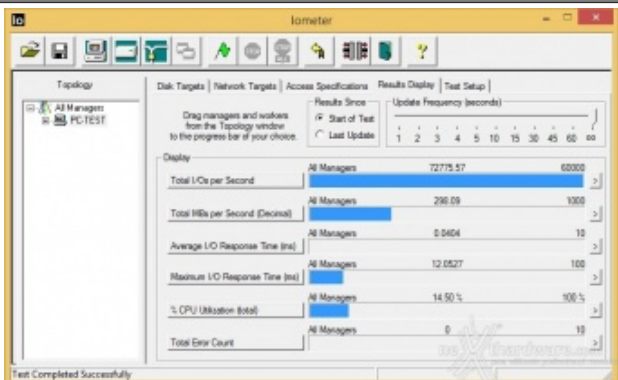 Iometer
Topology
All Managers
PC-TEST
Disk Targets
Network Targets
Access Specifications
Results Display
Test Setup
Drag managers and workers
from the Topology window
to the progress bar of your choice.
Results Since
Start of Test
Last Update
Update Frequency (seconds)
1 2 3 4 5 10 15 30 45 60 ∞
Display
All Managers 72775.57 60000
Total I/Os per Second
All Managers 298.09 1000
Total MBs per Second (Decimal)
All Managers 0.0404 10
Average I/O Response Time (ms)
All Managers 12.0527 100
Maximum I/O Response Time (ms)
All Managers 14.50 % 100 %
% CPU Utilization (total)
All Managers 0 10
Total Error Count
Test Completed Successfully